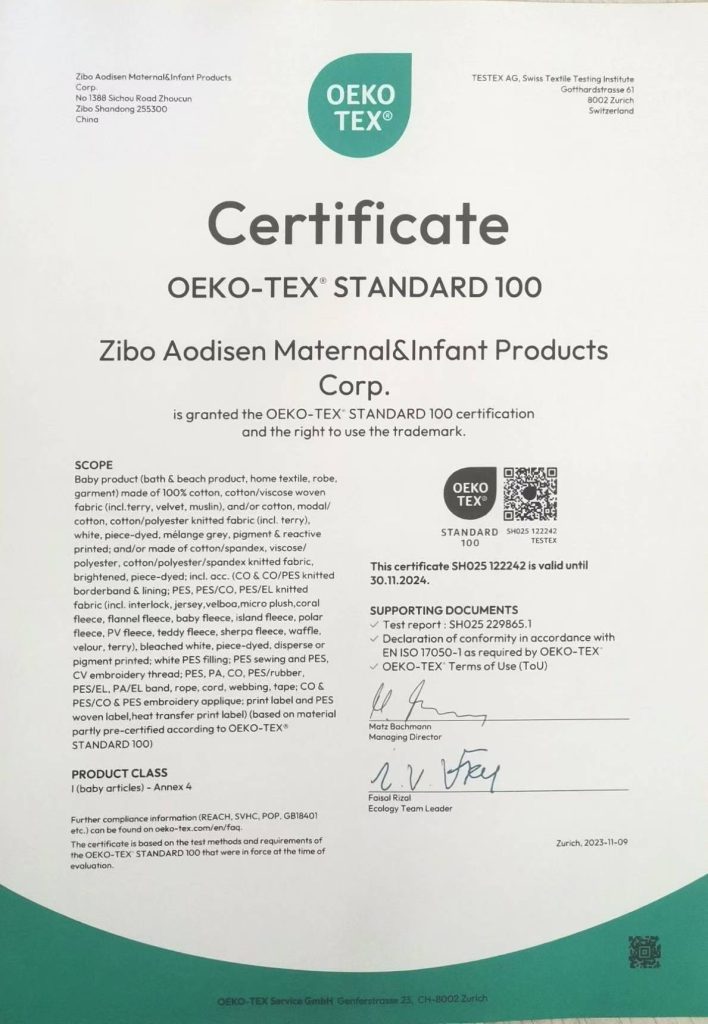 Zibo Aodisen Maternal&Infant Products
Corp.
No 1388 Sichou Road Zhoucun
Zibo Shandong 255300
China
OEKO
TEX®
TESTEX AG, Swiss Textile Testing Institute
Gotthardstrasse 61
8002 Zurich
Switzerland
Certificate
OEKO-TEX® STANDARD 100
Zibo Aodisen Maternal&Infant Products
Corp.
is granted the OEKO-TEX® STANDARD 100 certification
and the right to use the trademark.
SCOPE
Baby product (bath & beach product, home textile, robe,
garment) made of 100% cotton, cotton/viscose woven
fabric (incl.terry, velvet, muslin), and/or cotton, modal/
cotton, cotton/polyester knitted fabric (incl. terry),
white, piece-dyed, mélange grey, pigment & reactive
printed; and/or made of cotton/spandex, viscose/
polyester, cotton/polyester/spandex knitted fabric,
brightened, piece-dyed; incl. acc. (CO & CO/PES knitted
borderband & lining; PES, PES/CO, PES/EL knitted
fabric (incl. interlock, jersey,velboa,micro plush,coral
fleece, flannel fleece, baby fleece, island fleece, polar
fleece, PV fleece, teddy fleece, sherpa fleece, waffle,
velour, terry), bleached white, piece-dyed, disperse or
pigment printed; white PES filling; PES sewing and PES,
CV embroidery thread; PES, PA, CO, PES/rubber,
PES/EL, PA/EL band, rope, cord, webbing, tape; CO &
PES/CO & PES embroidery applique; print label and PES
woven label,heat transfer print label) (based on material
partly pre-certified according to OEKO-TEX®
STANDARD 100)
PRODUCT CLASS
I (baby articles) - Annex 4
Further compliance information (REACH, SVHC, POP, GB18401
etc.) can be found on oeko-tex.com/en/faq.
The certificate is based on the test methods and requirements of
the OEKO-TEX® STANDARD 100 that were in force at the time of
evaluation.
OEKO
TEX®
STANDARD
100
SH025 122242
TESTEX
This certificate SH025 122242 is valid until
30.11.2024.
SUPPORTING DOCUMENTS
✓ Test report : SH025 229865.1
✓ Declaration of conformity in accordance with
EN ISO 17050-1 as required by OEKO-TEX®
✓ OEKO-TEX® Terms of Use (ToU)
Matz Bachmann
Managing Director
Faisal Rizal
Ecology Team Leader
Zurich, 2023-11-09
OEKO-TEX Service GmbH Genferstrasse 23, CH-8002 Zurich